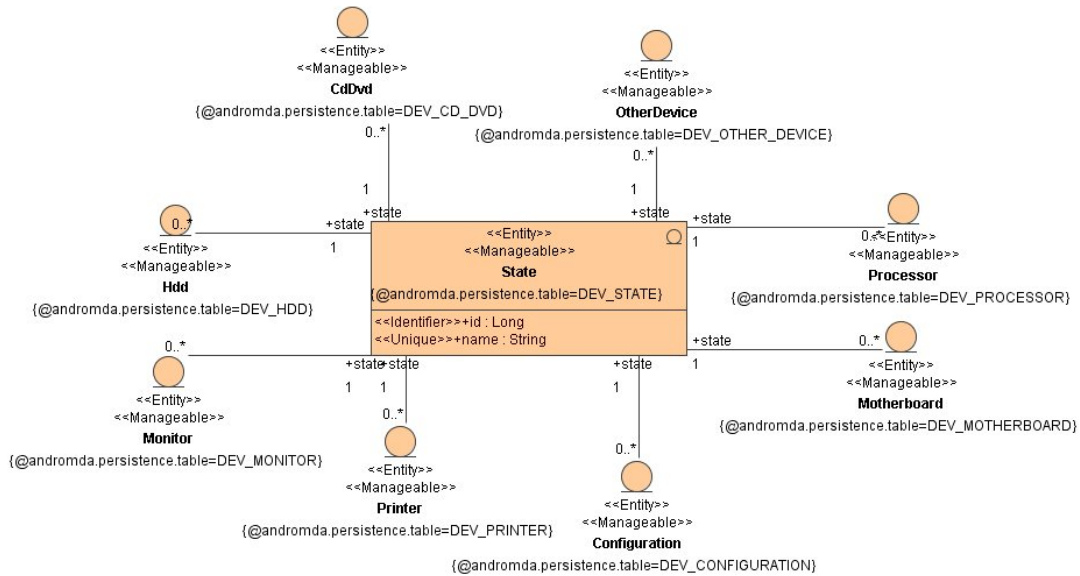 <<Entity>>
<<Manageable>>
CdDvd
{@andromda.persistence.table=DEV_CD_DVD}
0..*
1
+state
<<Entity>>
<<Manageable>>
OtherDevice
{@andromda.persistence.table=DEV_OTHER_DEVICE}
0..*
1
+state
0..*
<<Entity>>
<<Manageable>>
Hdd
{@andromda.persistence.table=DEV_HDD}
+state
1
<<Entity>>
<<Manageable>>
State
{@andromda.persistence.table=DEV_STATE}
<<Identifier>>+id : Long
<<Unique>>+name : String
+state
1
0..*
<<Entity>>
<<Manageable>>
Processor
{@andromda.persistence.table=DEV_PROCESSOR}
+state
1
0..*
<<Entity>>
<<Manageable>>
Motherboard
{@andromda.persistence.table=DEV_MOTHERBOARD}
0..*
+state
1
<<Entity>>
<<Manageable>>
Monitor
{@andromda.persistence.table=DEV_MONITOR}
+state
1
0..*
<<Entity>>
<<Manageable>>
Printer
{@andromda.persistence.table=DEV_PRINTER}
+state
1
0..*
<<Entity>>
<<Manageable>>
Configuration
{@andromda.persistence.table=DEV_CONFIGURATION}